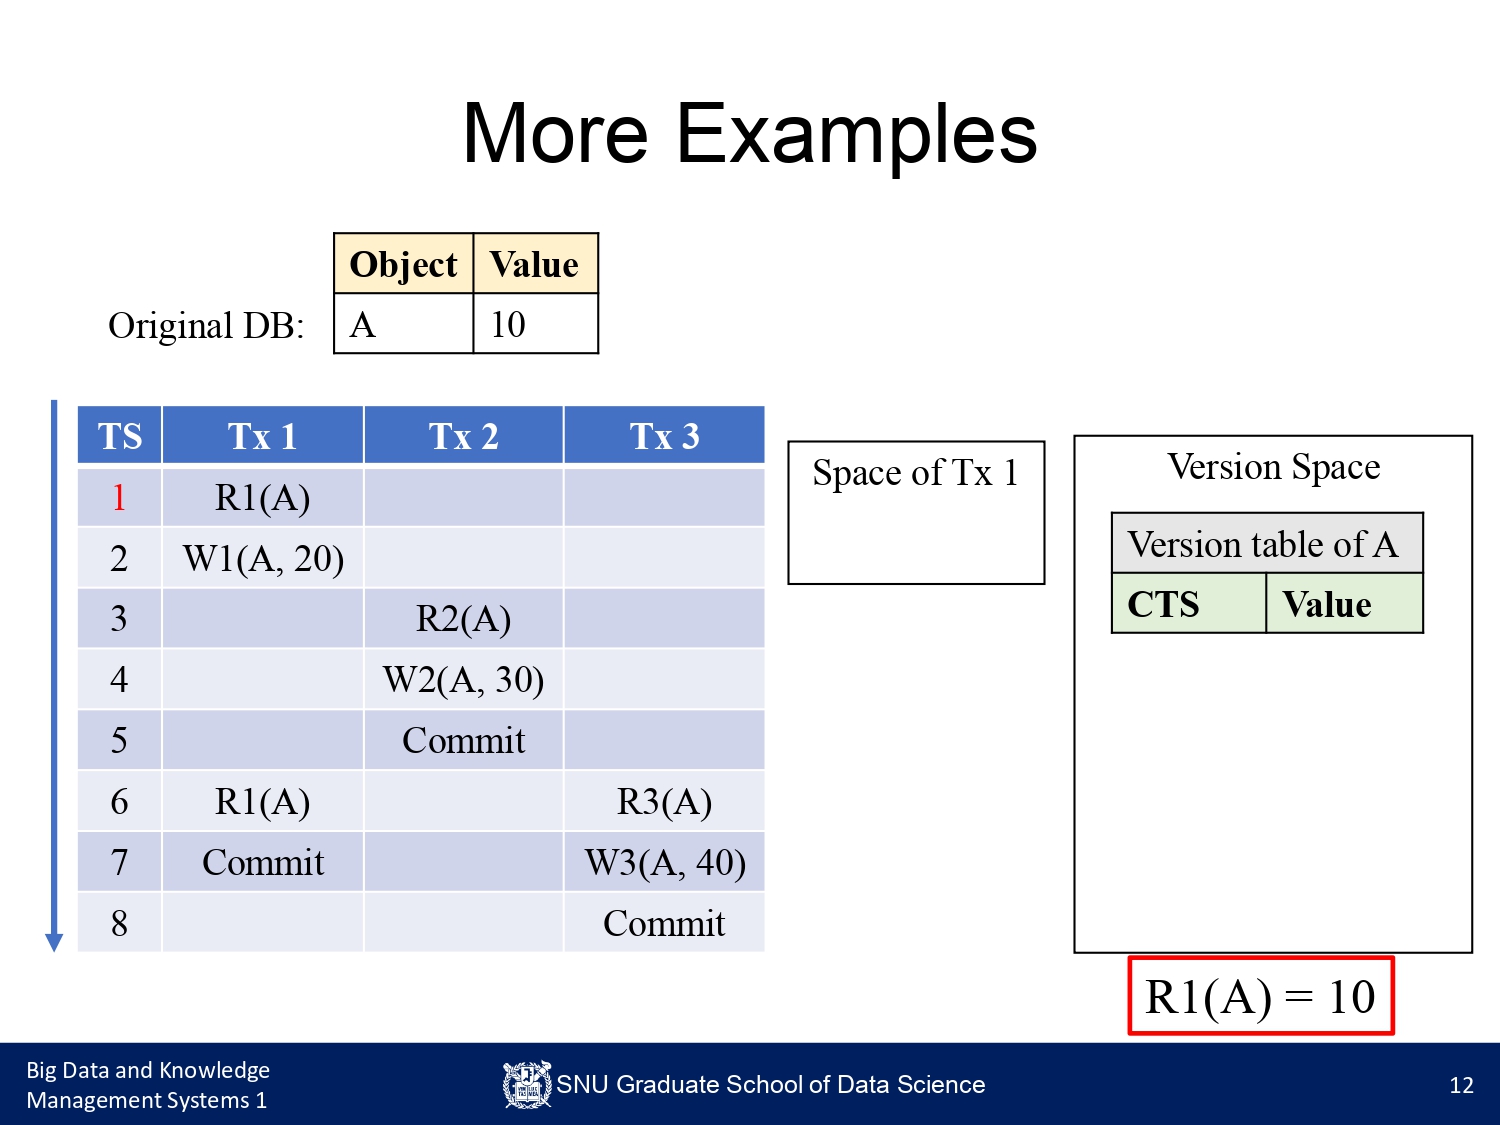 More Examples
Object Value
Original DB: A 10
TS Tx 1 Tx 2 Tx 3
1 R1(A)
2 W1(A, 20)
3 R2(A)
4 W2(A, 30)
5 Commit
6 R1(A) R3(A)
7 Commit W3(A, 40)
8 Commit
Space of Tx 1
Version Space
Version table of A
CTS Value
R1(A) = 10
Big Data and Knowledge
Management Systems 1
SNU Graduate School of Data Science
12